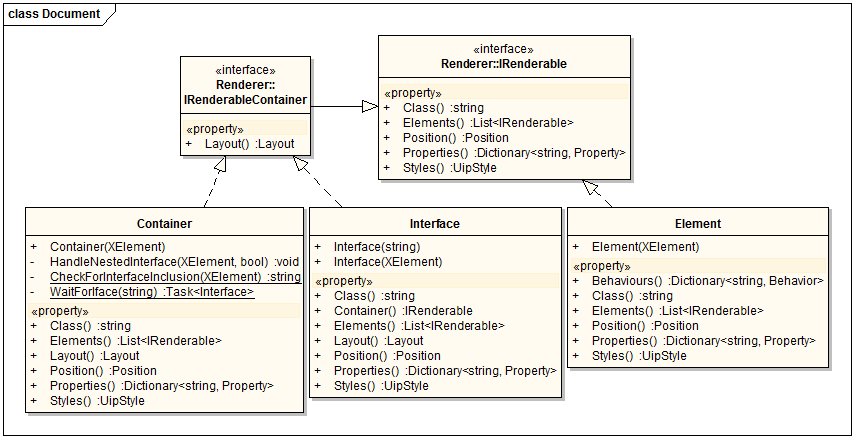 class Document
«interface»
Renderer::
IRenderableContainer
«property»
+ Layout() :Layout
«interface»
Renderer::IRenderable
«property»
+ Class() :string
+ Elements() :List<IRenderable>
+ Position() :Position
+ Properties() :Dictionary<string, Property>
+ Styles() :UipStyle
Container
+ Container(XElement)
- HandleNestedInterface(XElement, bool) :void
- CheckForInterfaceInclusion(XElement) :string
- WaitForIface(string) :Task<Interface>
«property»
+ Class() :string
+ Elements() :List<IRenderable>
+ Layout() :Layout
+ Position() :Position
+ Properties() :Dictionary<string, Property>
+ Styles() :UipStyle
Interface
+ Interface(string)
+ Interface(XElement)
«property»
+ Class() :string
+ Container() :IRenderable
+ Elements() :List<IRenderable>
+ Layout() :Layout
+ Position() :Position
+ Properties() :Dictionary<string, Property>
+ Styles() :UipStyle
Element
+ Element(XElement)
«property»
+ Behaviours() :Dictionary<string, Behavior>
+ Class() :string
+ Elements() :List<IRenderable>
+ Position() :Position
+ Properties() :Dictionary<string, Property>
+ Styles() :UipStyle